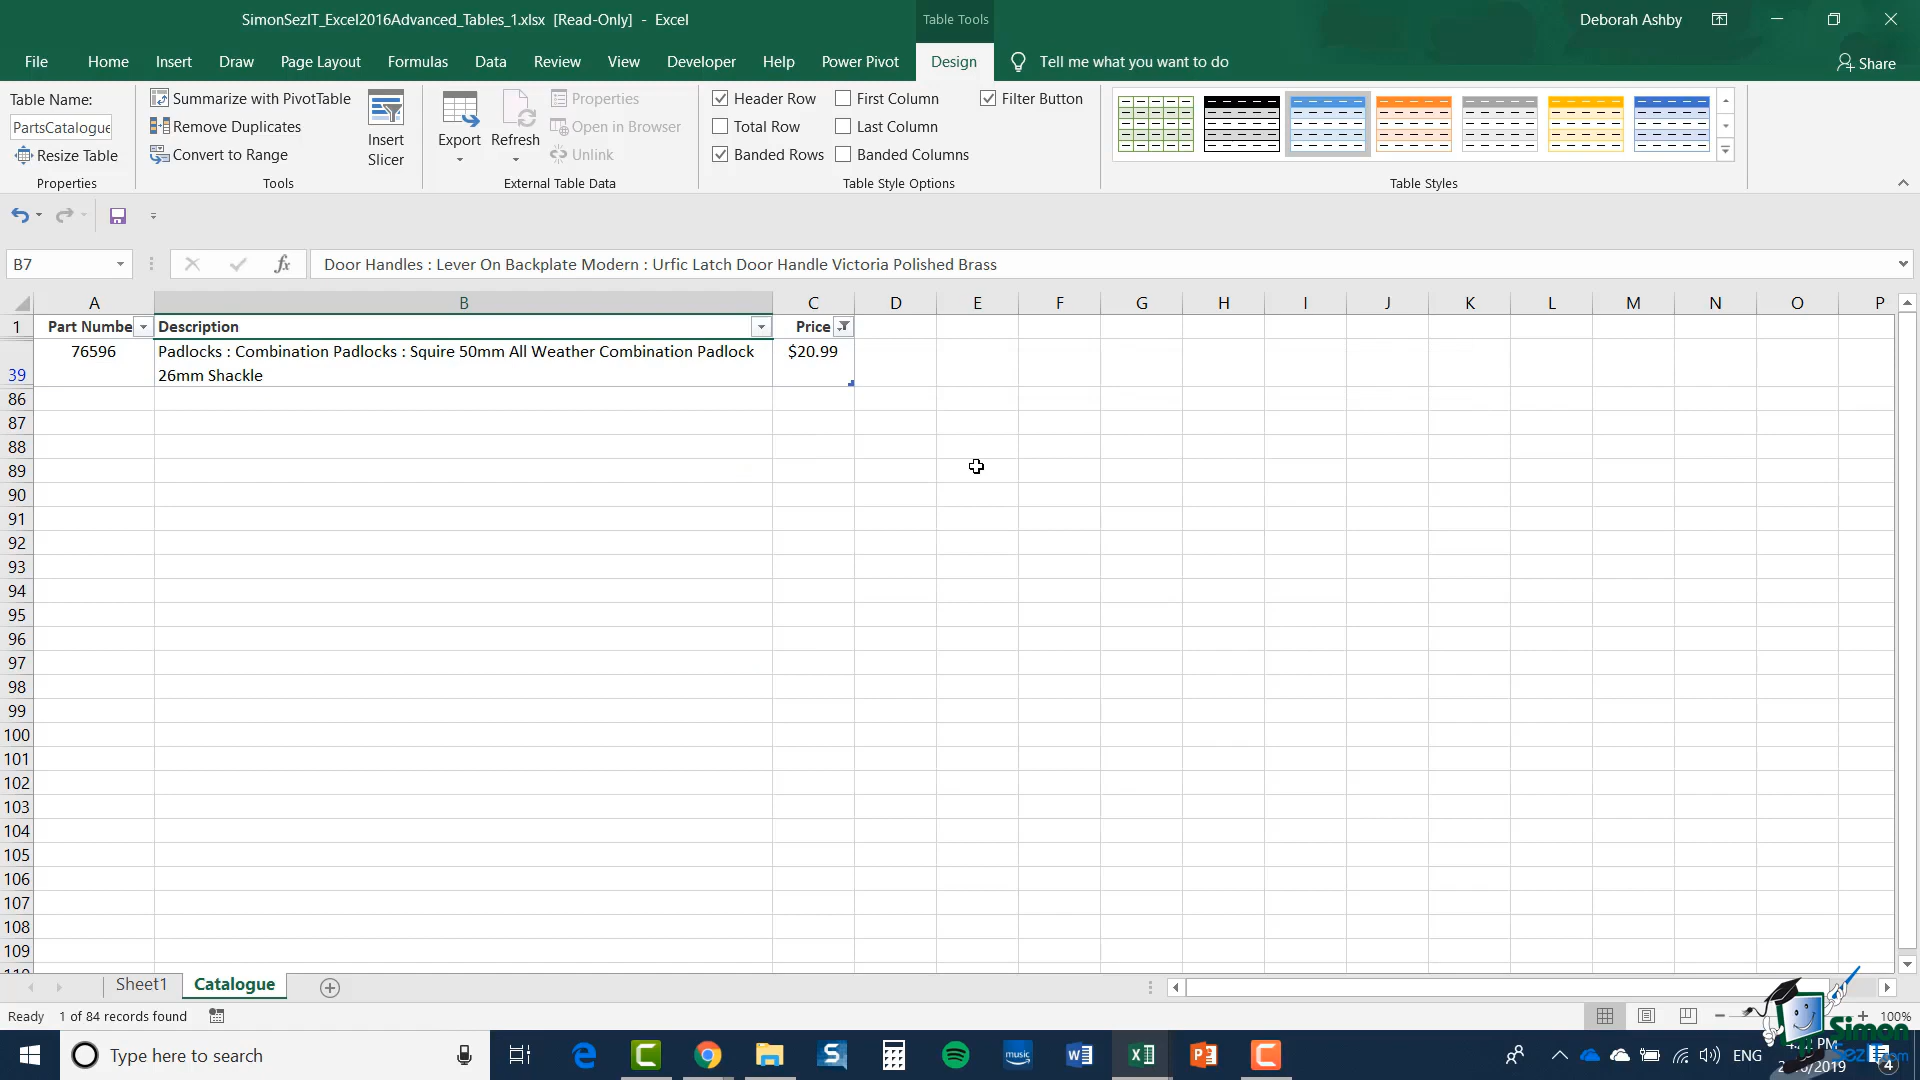 SimonSezIT_Excel2016Advanced_Tables_1.xlsx [Read-Only] - Excel
Table Tools
Deborah Ashby
File Home Insert Draw Page Layout Formulas Data Review View Developer Help Power Pivot Design Tell me what you want to do Share
Table Name:
PartsCatalogue
Resize Table
Properties
Summarize with PivotTable
Remove Duplicates
Convert to Range
Tools
Insert
Slicer
Export
Refresh
Properties
Open in Browser
Unlink
External Table Data
Header Row
Total Row
Banded Rows
First Column
Last Column
Banded Columns
Filter Button
Table Style Options
Table Styles
B7
fx
Door Handles : Lever On Backplate Modern : Urfic Latch Door Handle Victoria Polished Brass
A B C D E F G H I J K L M N O P
1 Part Numbe Description Price
39 76596 Padlocks : Combination Padlocks : Squire 50mm All Weather Combination Padlock $20.99
26mm Shackle
86
87
88
89
90
91
92
93
94
95
96
97
98
99
100
101
102
103
104
105
106
107
108
109
Sheet1 Catalogue
Ready 1 of 84 records found
100%
Type here to search
music
ENG
PM
/2019
4
Simon
SezIT.com